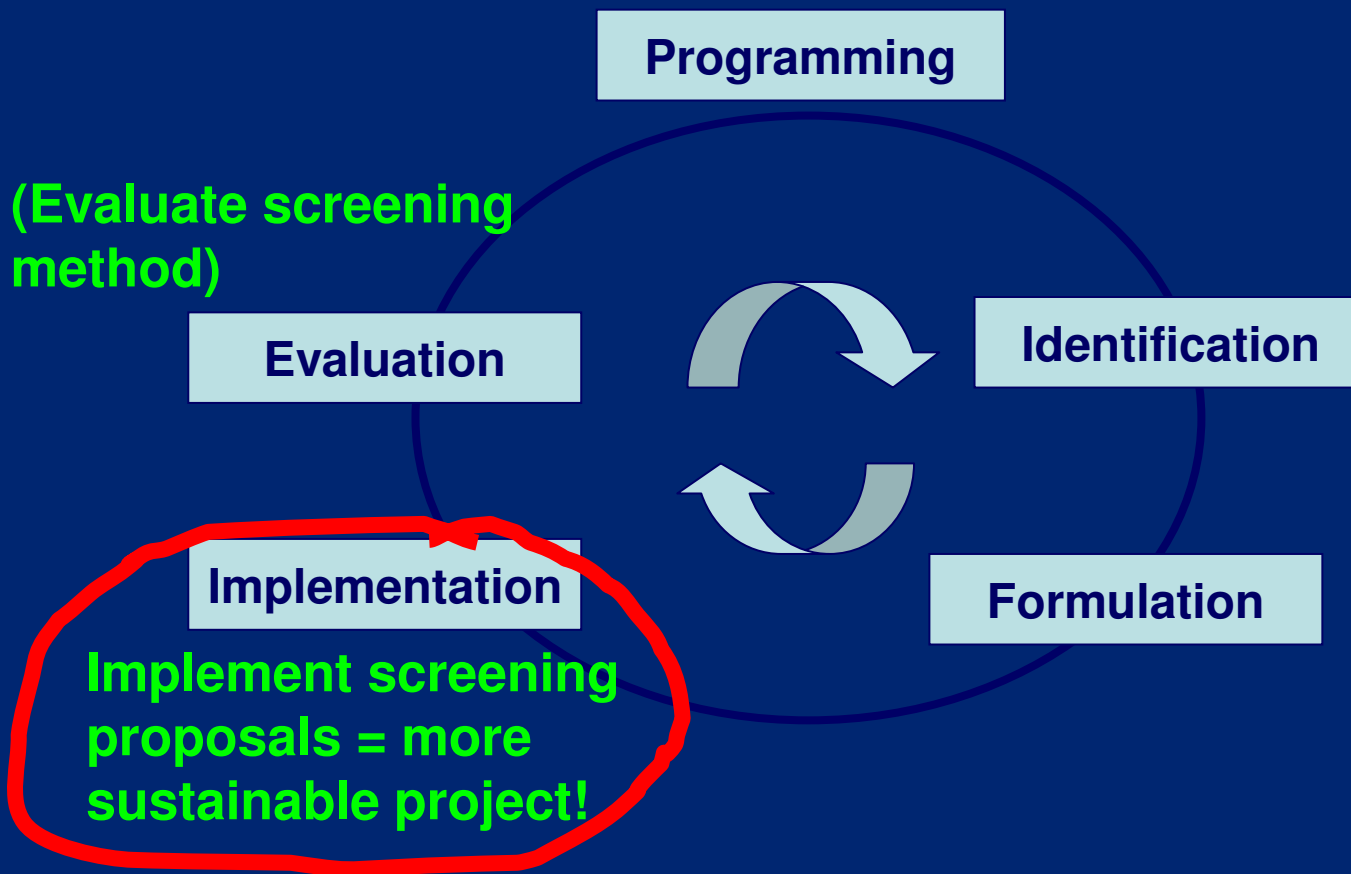 Programming
(Evaluate screening
method)
Evaluation
Identification
Implementation
Formulation
Implement screening
proposals = more
sustainable project!